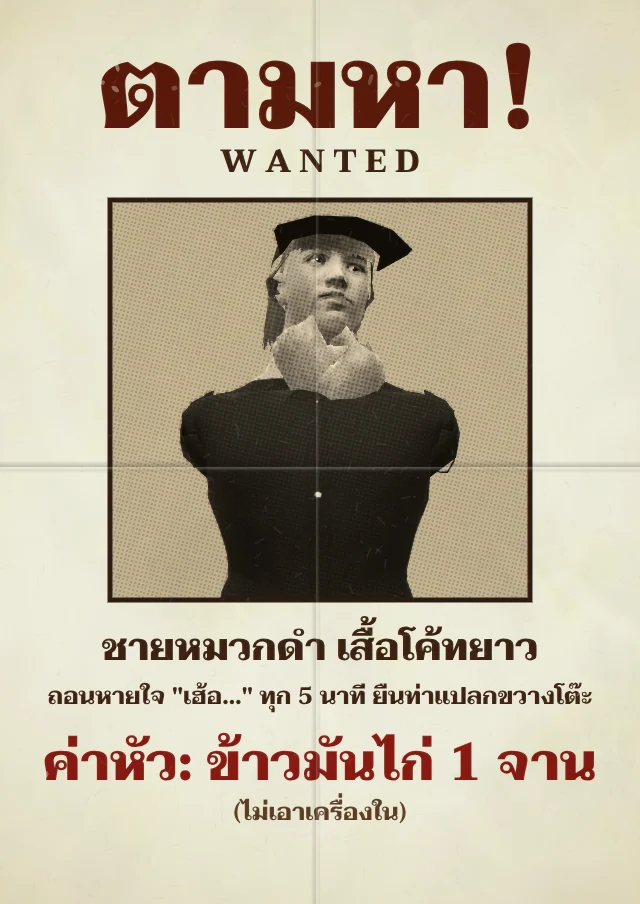 ตามหา!
WANTED
ชายหมวกดำ เสื้อโค้ทยาว
ถอนหายใจ "เฮ้อ..." ทุก 5 นาที ยืนท่าแปลกขวางโต๊ะ
ค่าหัว: ข้าวมันไก่ 1 จาน
(ไม่เอาเครื่องใน)